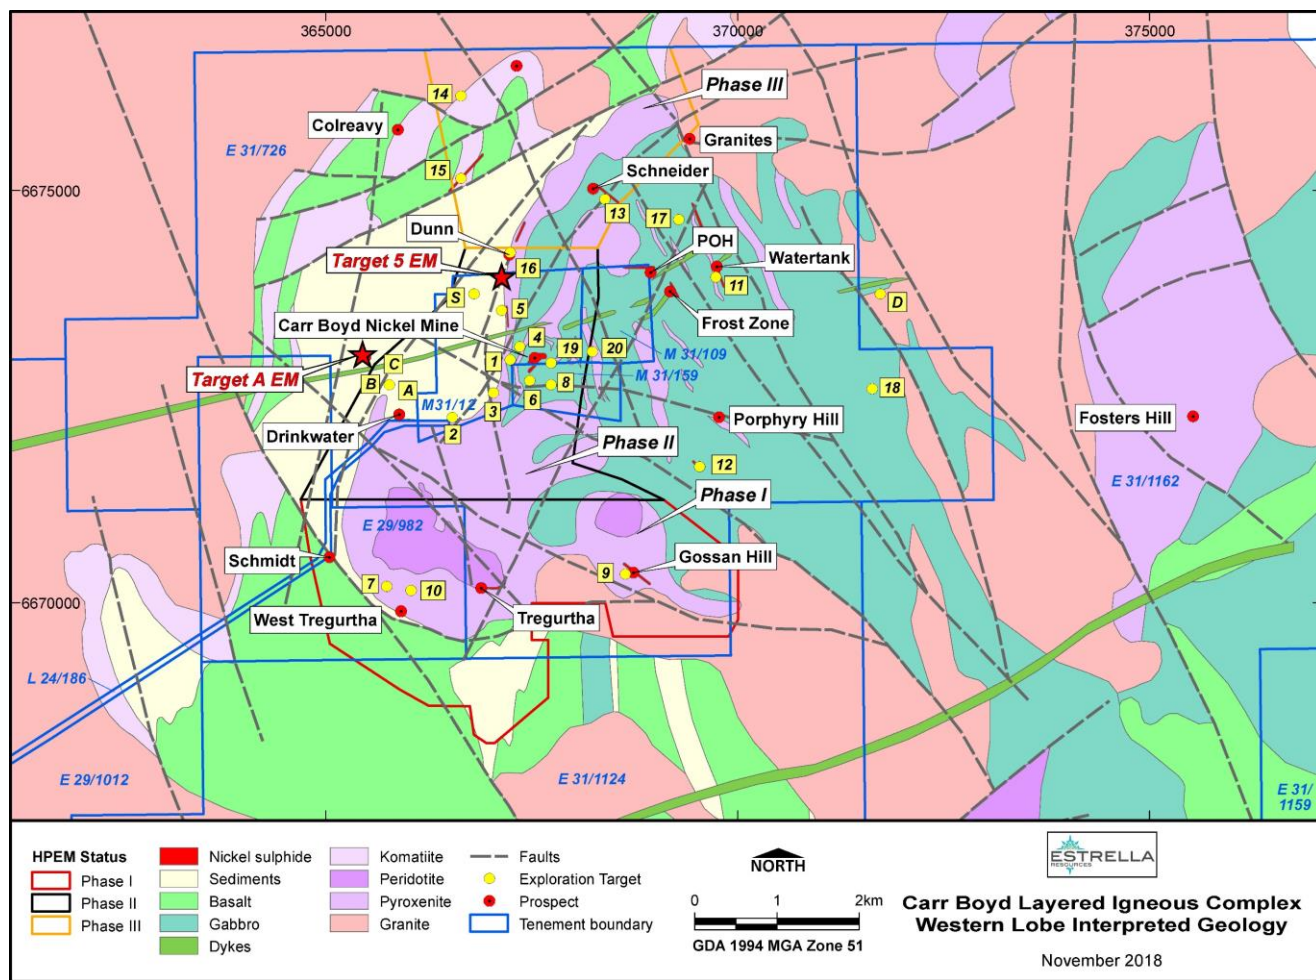 365000
370000
375000
14
Phase III
Colreavy
Granites
E 31/726
15
Schneider
6675000
13
17
Dunn
POH
Target 5 EM
16
Watertank
11
S
D
5
Frost Zone
Carr Boyd Nickel Mine
4
19
20
M 31/109
1
C
M 31/159
Target A EM
B
A
8
18
6
M31/12
3
Porphyry Hill
Fosters Hill
Drinkwater
2
Phase II
12
Phase I
E 31/1162
E 29/982
Schmidt
Gossan Hill
9
7
10
6670000
West Tregurtha
Tregurtha
L 24/186
E 29/1012
E 31/1124
E 31/
1159
HPEM Status
Phase I
Phase II
Phase III
Nickel sulphide
Sediments
Basalt
Gabbro
Dykes
Komatiite
Peridotite
Pyroxenite
Granite
Faults
Exploration Target
Prospect
Tenement boundary
NORTH
0 1 2km
GDA 1994 MGA Zone 51
ESTRELLA
RESOURCES
Carr Boyd Layered Igneous Complex
Western Lobe Interpreted Geology
November 2018